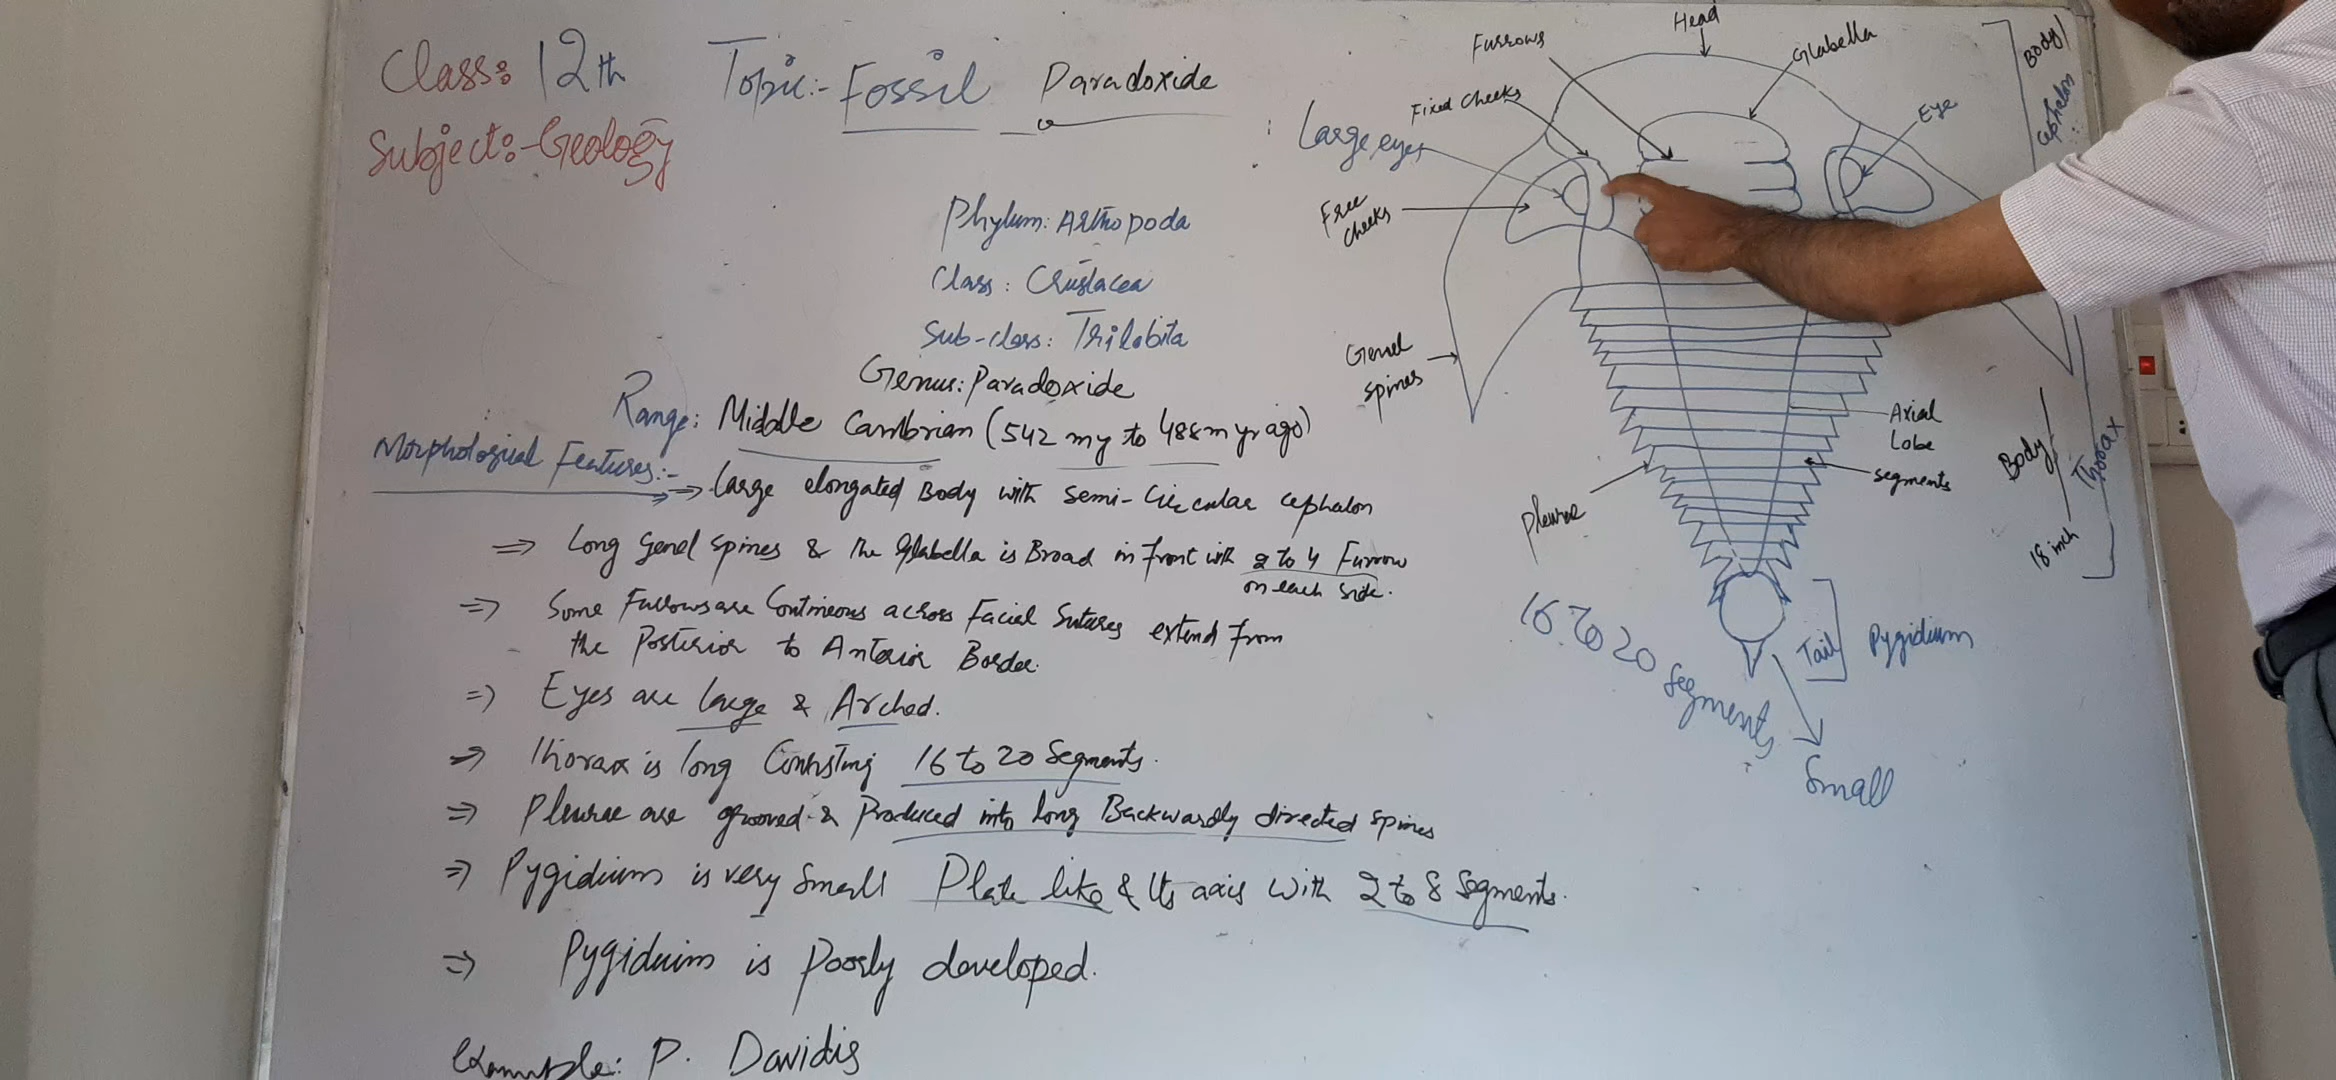 Class: 12th
Subject:- Geology
Topic:- Fossil Paradoxide
Phylum: Arthopoda
Class: Crustacea
Sub-class: Trilobita
Genus: Paradoxide
Range: Middle Cambrian (542 my to 488 m yr ago)
Morphological Features:-
⇒ Large elongated Body with Semi-Circular cephalon
⇒ Long Genel Spines & the Glabella is Broad in front with 2 to 4 Furrow
on each side.
⇒ Some Furrows are Contineous across Facial Sutures extend from
the Posterior to Anterior Border.
⇒ Eyes are large & Arched.
⇒ Thorax is long Consisting 16 to 20 Segments.
⇒ Pleurae are grooved & Produced into long Backwardly directed spines
⇒ Pygidium is very Small Plate like & Its axis with 2 to 8 Segments.
⇒ Pygidium is Poorly developed.
Example: P. Davidis
Head
Furrows
Glabella
Fixed Cheeks
Large eyes
Eye
Free
Cheeks
Genel
spines
Body
Cephalon
Axial
Lobe
segments
Pleurae
Body
18 inch
Thorax
16 to 20 Segments
Tail
Pygidium
Small